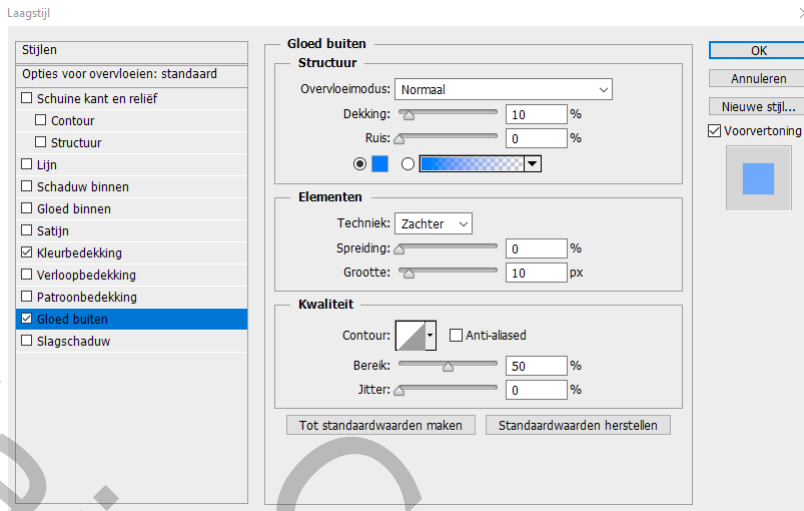 Laagstijl
Stijlen
Opties voor overvloeien: standaard
Schuine kant en reliëf
Contour
Structuur
Lijn
Schaduw binnen
Gloed binnen
Satijn
Kleurbedekking
Verloopbedekking
Patroonbedekking
Gloed buiten
Slagschaduw
Gloed buiten
Structuur
Overvloeimodus: Normaal
Dekking: 10 %
Ruis: 0 %
Elementen
Techniek: Zachter
Spreiding: 0 %
Grootte: 10 px
Kwaliteit
Contour: Anti-aliased
Bereik: 50 %
Jitter: 0 %
Tot standaardwaarden maken Standaardwaarden herstellen
OK
Annuleren
Nieuwe stijl...
Voorvertoning